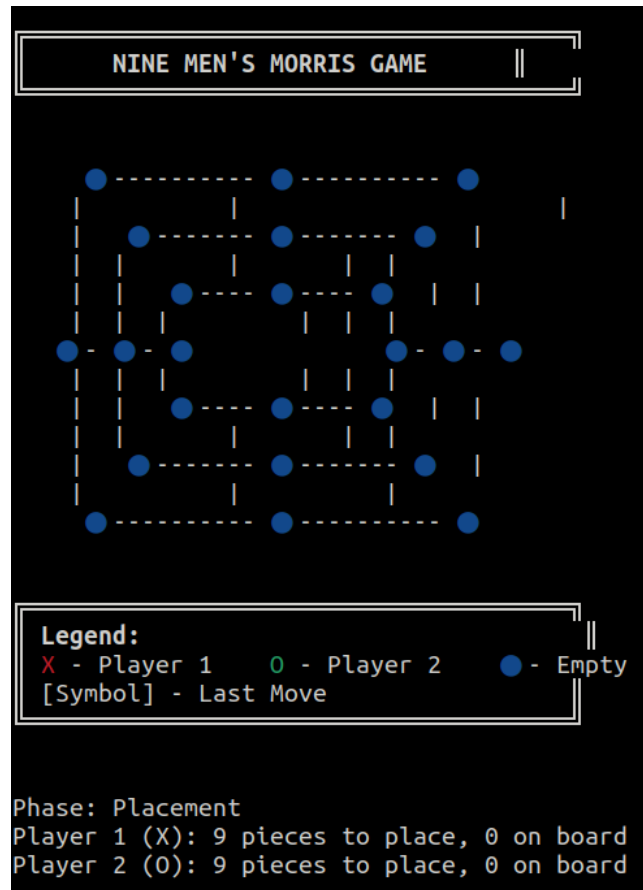 NINE MEN'S MORRIS GAME
Legend:
X - Player 1 O - Player 2 - Empty
[Symbol] - Last Move
Phase: Placement
Player 1 (X): 9 pieces to place, 0 on board
Player 2 (O): 9 pieces to place, 0 on board